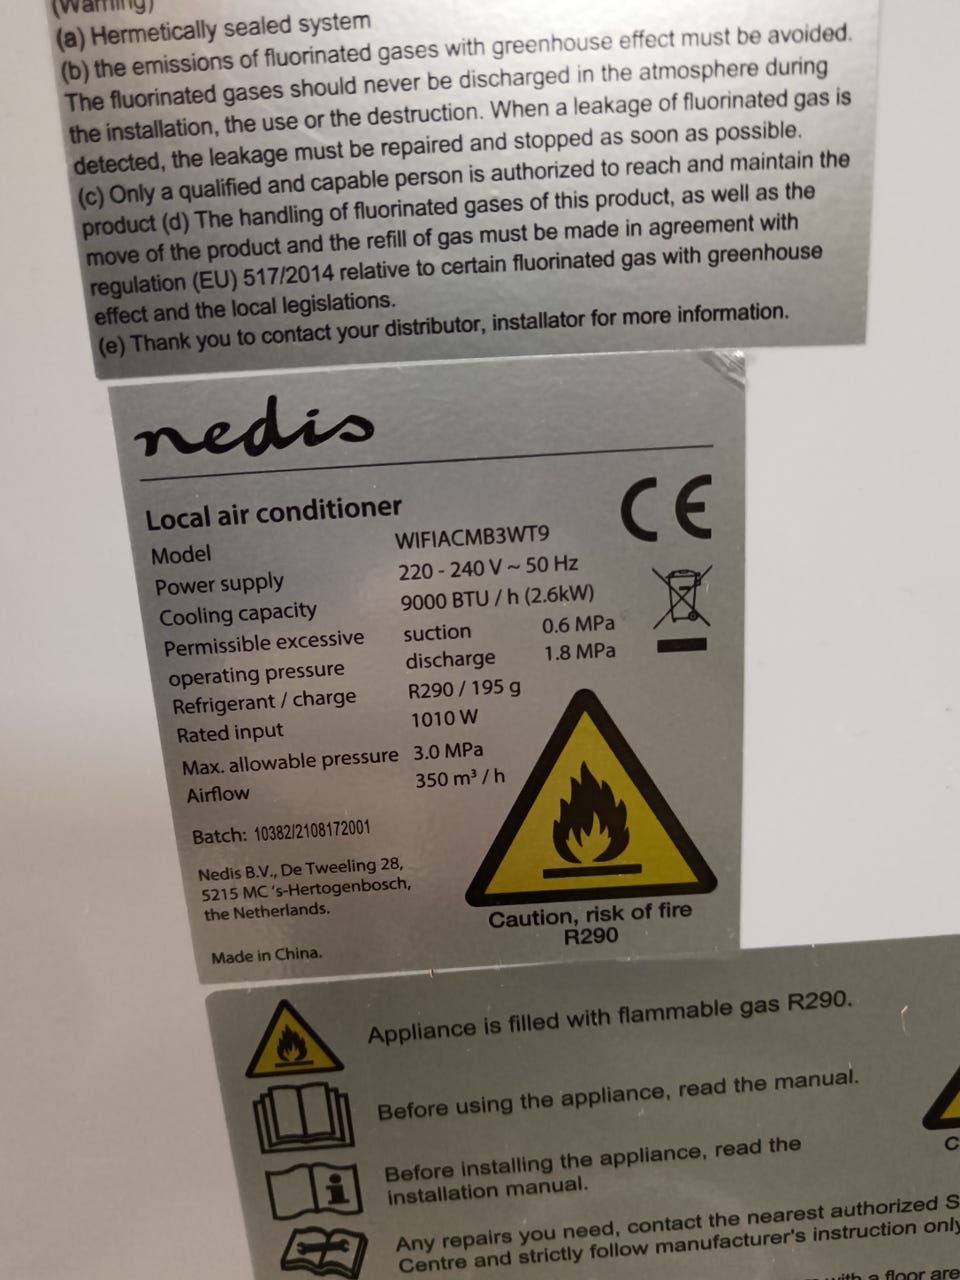 (Warning)
(a) Hermetically sealed system
(b) the emissions of fluorinated gases with greenhouse effect must be avoided.
The fluorinated gases should never be discharged in the atmosphere during
the installation, the use or the destruction. When a leakage of fluorinated gas is
detected, the leakage must be repaired and stopped as soon as possible.
(c) Only a qualified and capable person is authorized to reach and maintain the
product (d) The handling of fluorinated gases of this product, as well as the
move of the product and the refill of gas must be made in agreement with
regulation (EU) 517/2014 relative to certain fluorinated gas with greenhouse
effect and the local legislations.
(e) Thank you to contact your distributor, installator for more information.
nedis
CE
Local air conditioner
Model WIFIACMB3WT9
Power supply 220 - 240 V ~ 50 Hz
Cooling capacity 9000 BTU / h (2.6kW)
Permissible excessive suction 0.6 MPa
operating pressure discharge 1.8 MPa
Refrigerant / charge R290 / 195 g
Rated input 1010 W
Max. allowable pressure 3.0 MPa
Airflow 350 m³ / h
Batch: 10382/2108172001
Nedis B.V., De Tweeling 28,
5215 MC 's-Hertogenbosch,
the Netherlands.
Made in China.
Caution, risk of fire
R290
Appliance is filled with flammable gas R290.
Before using the appliance, read the manual.
Before installing the appliance, read the
installation manual.
Any repairs you need, contact the nearest authorized S
Centre and strictly follow manufacturer's instruction only
with a floor are
C